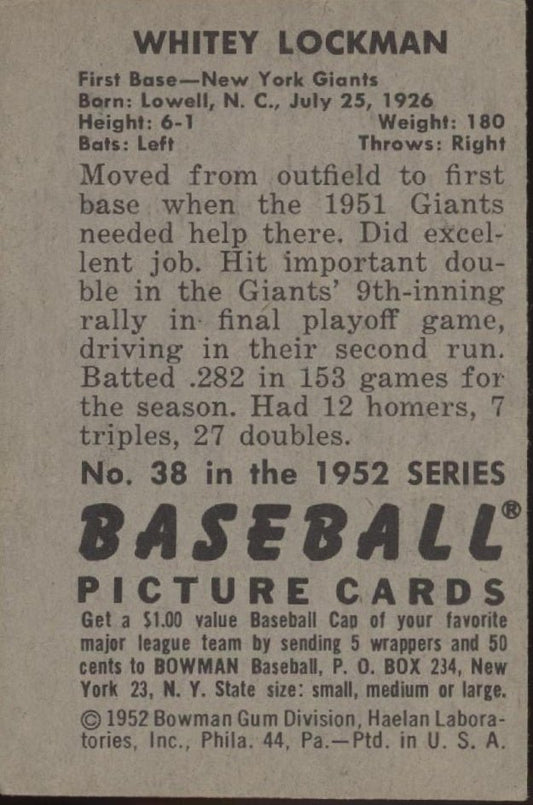 WHITEY LOCKMAN
First Base—New York Giants
Born: Lowell, N. C., July 25, 1926
Height: 6-1 Weight: 180
Bats: Left Throws: Right
Moved from outfield to first
base when the 1951 Giants
needed help there. Did excel-
lent job. Hit important dou-
ble in the Giants' 9th-inning
rally in final playoff game,
driving in their second run.
Batted .282 in 153 games for
the season. Had 12 homers, 7
triples, 27 doubles.
No. 38 in the 1952 SERIES
BASEBALL®
PICTURE CARDS
Get a $1.00 value Baseball Cap of your favorite
major league team by sending 5 wrappers and 50
cents to BOWMAN Baseball, P. O. BOX 234, New
York 23, N. Y. State size: small, medium or large.
© 1952 Bowman Gum Division, Haelan Labora-
tories, Inc., Phila. 44, Pa.—Ptd. in U. S. A.